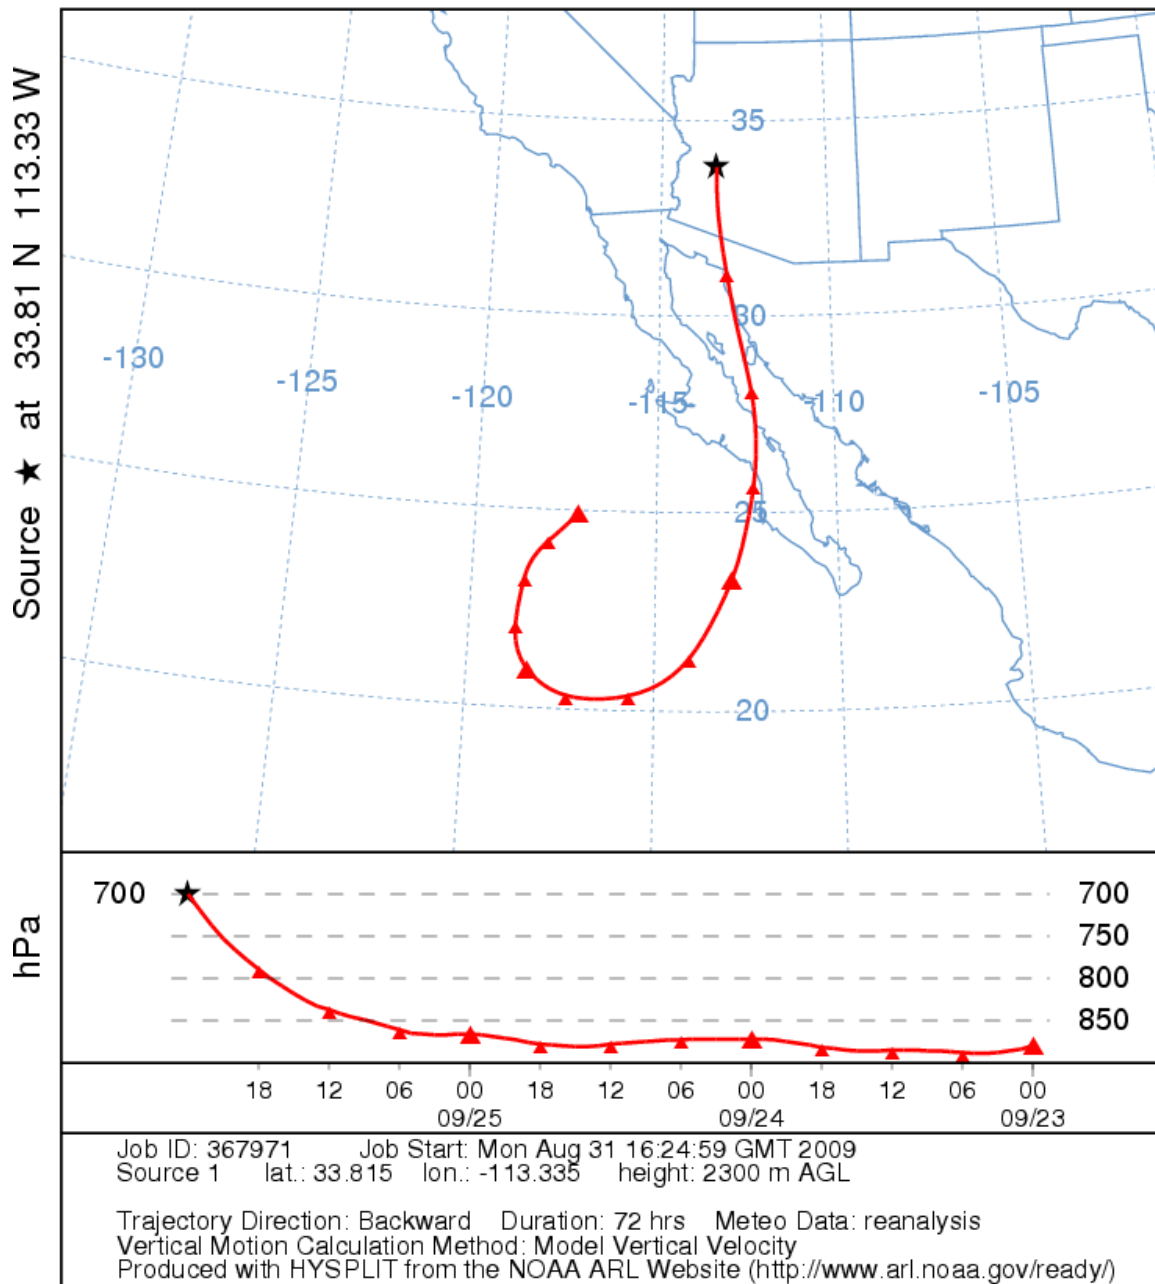 Source ★ at 33.81 N 113.33 W
35
30
-130
-125
-120
-115
-110
-105
25
20
hPa
700 700
750
800
850
18 12 06 00 18 12 06 00 18 12 06 00
09/25 09/24 09/23
Job ID: 367971 Job Start: Mon Aug 31 16:24:59 GMT 2009
Source 1 lat.: 33.815 lon.: -113.335 height: 2300 m AGL
Trajectory Direction: Backward Duration: 72 hrs Meteo Data: reanalysis
Vertical Motion Calculation Method: Model Vertical Velocity
Produced with HYSPLIT from the NOAA ARL Website (http://www.arl.noaa.gov/ready/)